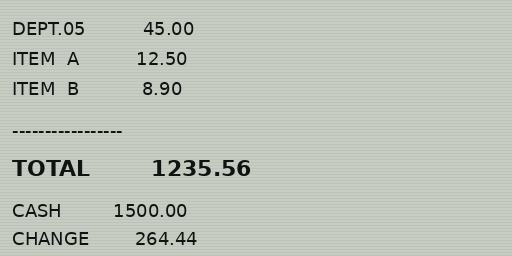 DEPT.05 45.00
ITEM A 12.50
ITEM B 8.90
-----------------
TOTAL 1235.56
CASH 1500.00
CHANGE 264.44